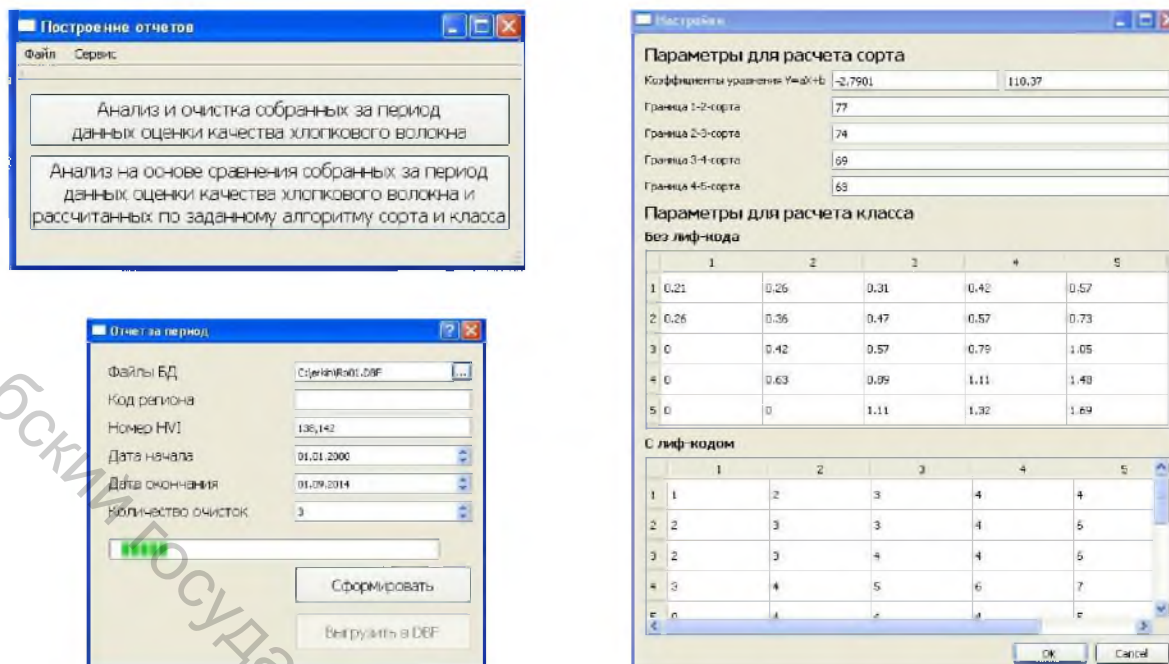 Построение отчетов
Файл Сервис
Анализ и очистка собранных за период
данных оценки качества хлопкового волокна
Анализ на основе сравнения собранных за период
данных оценки качества хлопкового волокна и
рассчитанных по заданному алгоритму сорта и класса
Отчет за период
Файлы БД
Код региона
Номер HVI 138,142
Дата начала 01.01.2000
Дата окончания 01.09.2014
Количество очисток 3
Сформировать
Выгрузить в DBF
Настройки
Параметры для расчета сорта
Коэффициенты уравнения Y=aX+b -2.7901 110.37
Граница 1-2-сорта 77
Граница 2-3-сорта 74
Граница 3-4-сорта 69
Граница 4-5-сорта 63
Параметры для расчета класса
Без лиф-кода
1 2 3 4 5
1 0.21 0.26 0.31 0.42 0.57
2 0.26 0.36 0.47 0.57 0.73
3 0 0.42 0.57 0.79 1.05
4 0 0.63 0.89 1.11 1.48
5 0 0 1.11 1.32 1.69
С лиф-кодом
1 2 3 4 5
1 1 2 3 4 4
2 2 3 3 4
3 2 3 4 4
4 3 4 5 6 7
OK Cancel
бский госуда